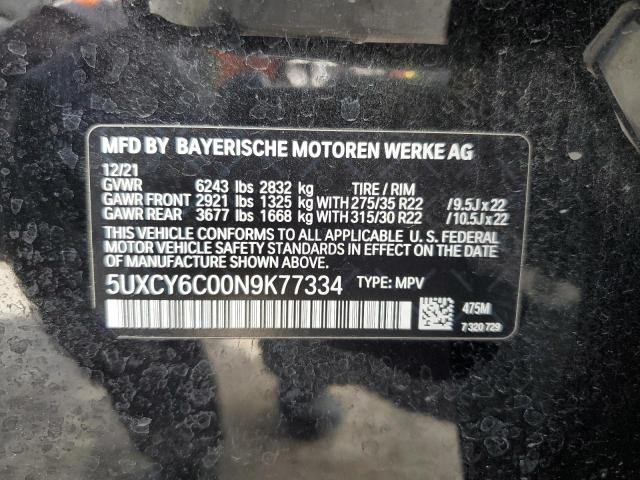 MFD BY BAYERISCHE MOTOREN WERKE AG
12/21
GVWR 6243 lbs 2832 kg TIRE / RIM
GAWR FRONT 2921 lbs 1325 kg WITH 275/35 R22 /9.5J x 22
GAWR REAR 3677 lbs 1668 kg WITH 315/30 R22 /10.5J x 22
THIS VEHICLE CONFORMS TO ALL APPLICABLE U. S. FEDERAL
MOTOR VEHICLE SAFETY STANDARDS IN EFFECT ON THE DATE
OF MANUFACTURE SHOWN ABOVE.
5UXCY6C00N9K77334 TYPE: MPV
475M
7 320 729